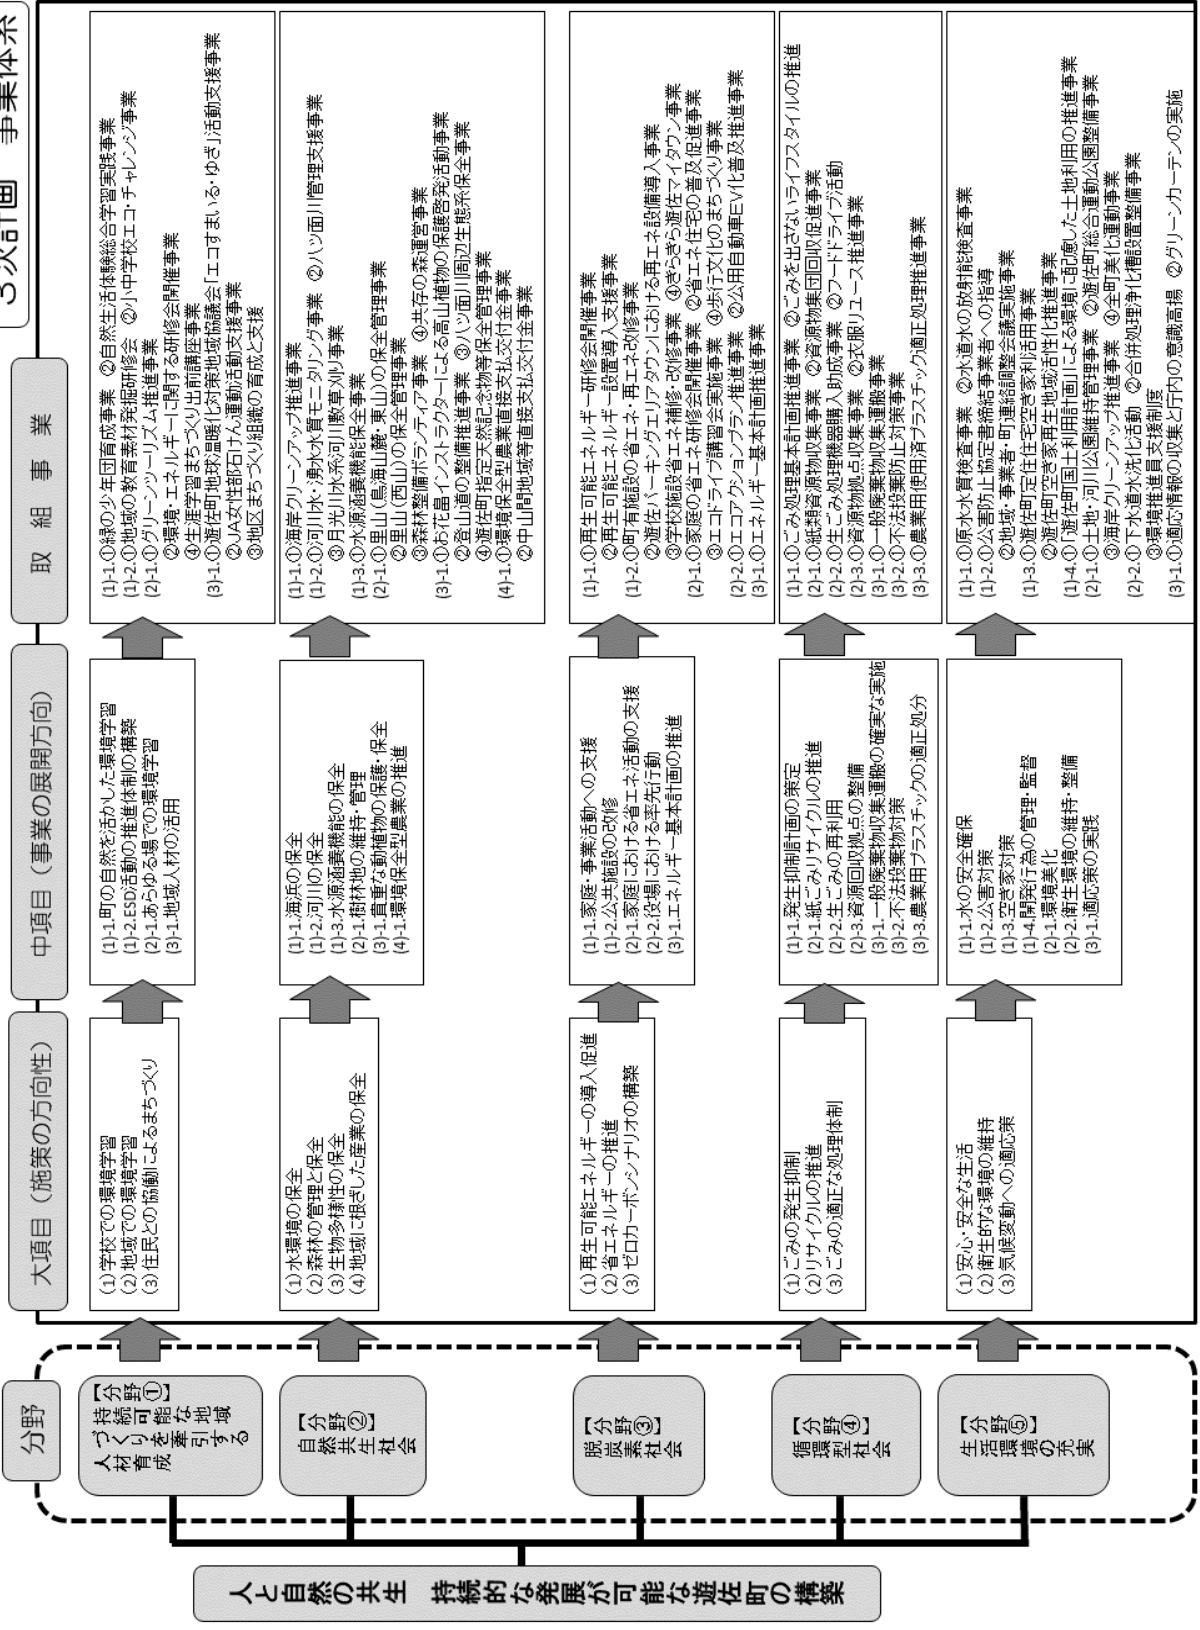 3次計画　事業体系
分野
大項目（施策の方向性）
中項目（事業の展開方向）
取　組　事　業
人と自然の共生　持続的な発展が可能な遊佐町の構築
【分野①】
持続可能な地域
づくりを牽引する
人材育成
(1)学校での環境学習
(2)地域での環境学習
(3)住民との協働によるまちづくり
(1)-1.町の自然を活かした環境学習
(1)-2.ESD活動の推進体制の構築
(2)-1.あらゆる場での環境学習
(3)-1.地域人材の活用
(1)-1.①緑の少年団育成事業　②自然生活体験総合学習実践事業
(1)-2.①地域の教育素材発掘研修会　②小中学校エコ・チャレンジ事業
(2)-1.①グリーンツーリズム推進事業
②環境・エネルギーに関する研修会開催事業
④生涯学習まちづくり出前講座事業
(3)-1.①遊佐町地球温暖化対策地域協議会「エコすまいる・ゆざ」活動支援事業
②JA女性部石けん運動活動支援事業
③地区まちづくり組織の育成と支援
【分野②】
自然共生社会
(1)水環境の保全
(2)森林の管理と保全
(3)生物多様性の保全
(4)地域に根ざした産業の保全
(1)-1.海浜の保全
(1)-2.河川の保全
(1)-3.水源涵養機能の保全
(2)-1.樹林地の維持・管理
(3)-1.貴重な動植物の保護・保全
(4)-1.環境保全型農業の推進
(1)-1.①海岸クリーンアップ推進事業
(1)-2.①河川水・湧水水質モニタリング事業　②八ツ面川管理支援事業
③月光川水系河川敷草刈り事業
(1)-3.①水源涵養機能保全事業
(2)-1.①里山(鳥海山麓・東山)の保全管理事業
②里山(西山)の保全管理事業
③森林整備ボランティア事業　④共存の森運営事業
(3)-1.①お花畠インストラクターによる高山植物の保護啓発活動事業
②登山道の整備推進事業　③八ツ面川周辺生態系保全事業
④遊佐町指定天然記念物等保全管理事業
(4)-1.①環境保全型農業直接支払交付金事業
②中山間地域等直接支払交付金事業
【分野③】
脱炭素社会
(1)再生可能エネルギーの導入促進
(2)省エネルギーの推進
(3)ゼロカーボンシナリオの構築
(1)-1.家庭・事業活動への支援
(1)-2.公共施設の改修
(2)-1.家庭における省エネ活動の支援
(2)-2.役場における率先行動
(3)-1.エネルギー基本計画の推進
(1)-1.①再生可能エネルギー研修会開催事業
②再生可能エネルギー設置導入支援事業
(1)-2.①町有施設の省エネ・再エネ改修事業
②遊佐パーキングエリアタウンにおける再エネ設備導入事業
③学校施設省エネ補修・改修事業　④きらきら遊佐マイタウン事業
(2)-1.①家庭の省エネ研修会開催事業　②省エネ住宅の普及促進事業
③エコドライブ講習会実施事業　④歩行文化のまちづくり事業
(2)-2.①エコアクションプラン推進事業　②公用自動車EV化普及推進事業
(3)-1.①エネルギー基本計画推進事業
【分野④】
循環型社会
(1)ごみの発生抑制
(2)リサイクルの推進
(3)ごみの適正な処理体制
(1)-1.発生抑制計画の策定
(2)-1.紙ごみリサイクルの推進
(2)-2.生ごみの再利用
(2)-3.資源回収拠点の整備
(3)-1.一般廃棄物収集運搬の確実な実施
(3)-2.不法投棄物対策
(3)-3.農業用プラスチックの適正処分
(1)-1.①ごみ処理基本計画推進事業　②ごみを出さないライフスタイルの推進
(2)-1.①紙類資源物収集事業　②資源物集団回収促進事業
(2)-2.①生ごみ処理機器購入助成事業　②フードドライブ活動
(2)-3.①資源物拠点収集事業　②衣服リユース推進事業
(3)-1.①一般廃棄物収集運搬事業
(3)-2.①不法投棄防止対策事業
(3)-3.①農業用使用済プラスチック適正処理推進事業
【分野⑤】
生活環境の充実
(1)安心・安全な生活
(2)衛生的な環境の維持
(3)気候変動への適応策
(1)-1.水の安全確保
(1)-2.公害対策
(1)-3.空き家対策
(1)-4.開発行為の管理・監督
(2)-1.環境美化
(2)-2.衛生環境の維持・整備
(3)-1.適応策の実践
(1)-1.①原水水質検査事業　②水道水の放射能検査事業
(1)-2.①公害防止協定書締結事業者への指導
②地域・事業者・町連絡調整会議実施事業
(1)-3.①遊佐町定住住宅空き家利活用事業
②遊佐町空き家再生地域活性化推進事業
(1)-4.①「遊佐町国土利用計画」による環境に配慮した土地利用の推進事業
(2)-1.①土地・河川公園維持管理事業　②遊佐町総合運動公園整備事業
③海岸クリーンアップ推進事業　④全町美化運動事業
(2)-2.①下水道水洗化活動　②合併処理浄化槽設置整備事業
③環境推進員支援制度
(3)-1.①適応情報の収集と庁内の意識高揚　②グリーンカーテンの実施